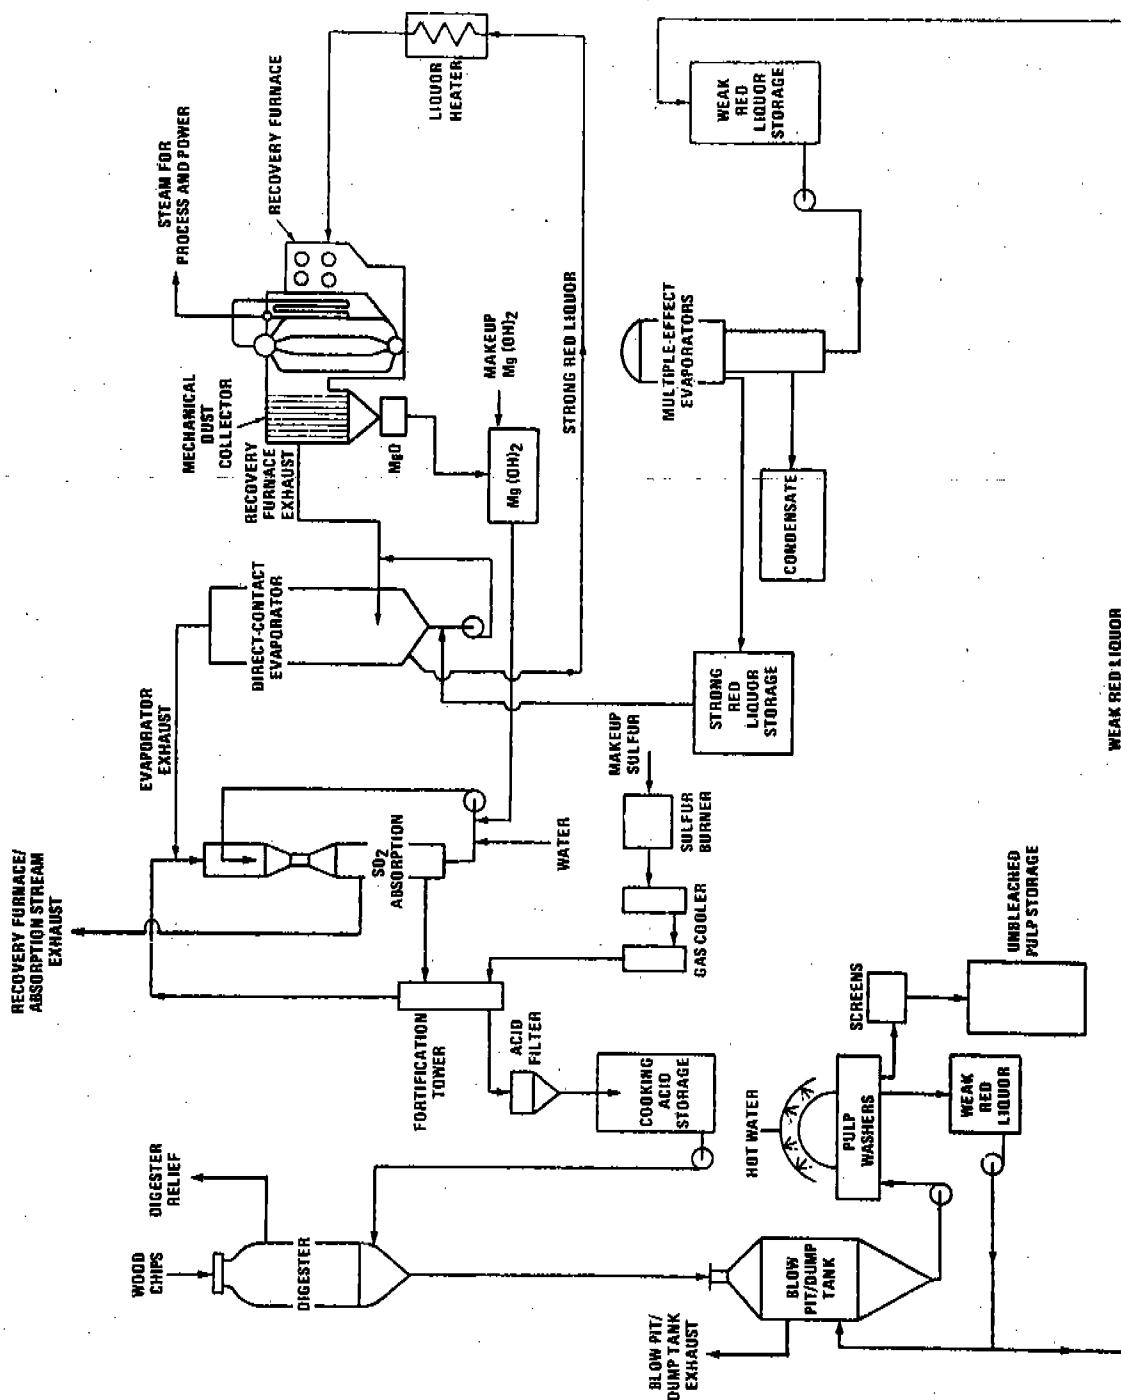 RECOVERY FURNACE/
ABSORPTION STREAM
EXHAUST
STEAM FOR
PROCESS AND POWER
RECOVERY FURNACE
LIQUOR
HEATER
WEAK
RED
LIQUOR
STORAGE
MECHANICAL
DUST
COLLECTOR
RECOVERY
FURNACE
EXHAUST
MgO
MAKEUP
Mg (OH)2
Mg (OH)2
STRONG RED LIQUOR
MULTIPLE-EFFECT
EVAPORATORS
CONDENSATE
DIRECT-CONTACT
EVAPORATOR
EVAPORATOR
EXHAUST
STRONG
RED
LIQUOR
STORAGE
SO2
ABSORPTION
WATER
MAKEUP
SULFUR
SULFUR
BURNER
GAS COOLER
FORTIFICATION
TOWER
ACID
FILTER
COOKING
ACID
STORAGE
DIGESTER
RELIEF
WOOD
CHIPS
DIGESTER
BLOW PIT/
DUMP TANK
EXHAUST
BLOW
PIT/DUMP
TANK
HOT WATER
PULP
WASHERS
SCREENS
UNBLEACHED
PULP STORAGE
WEAK
RED
LIQUOR
WEAK RED LIQUOR